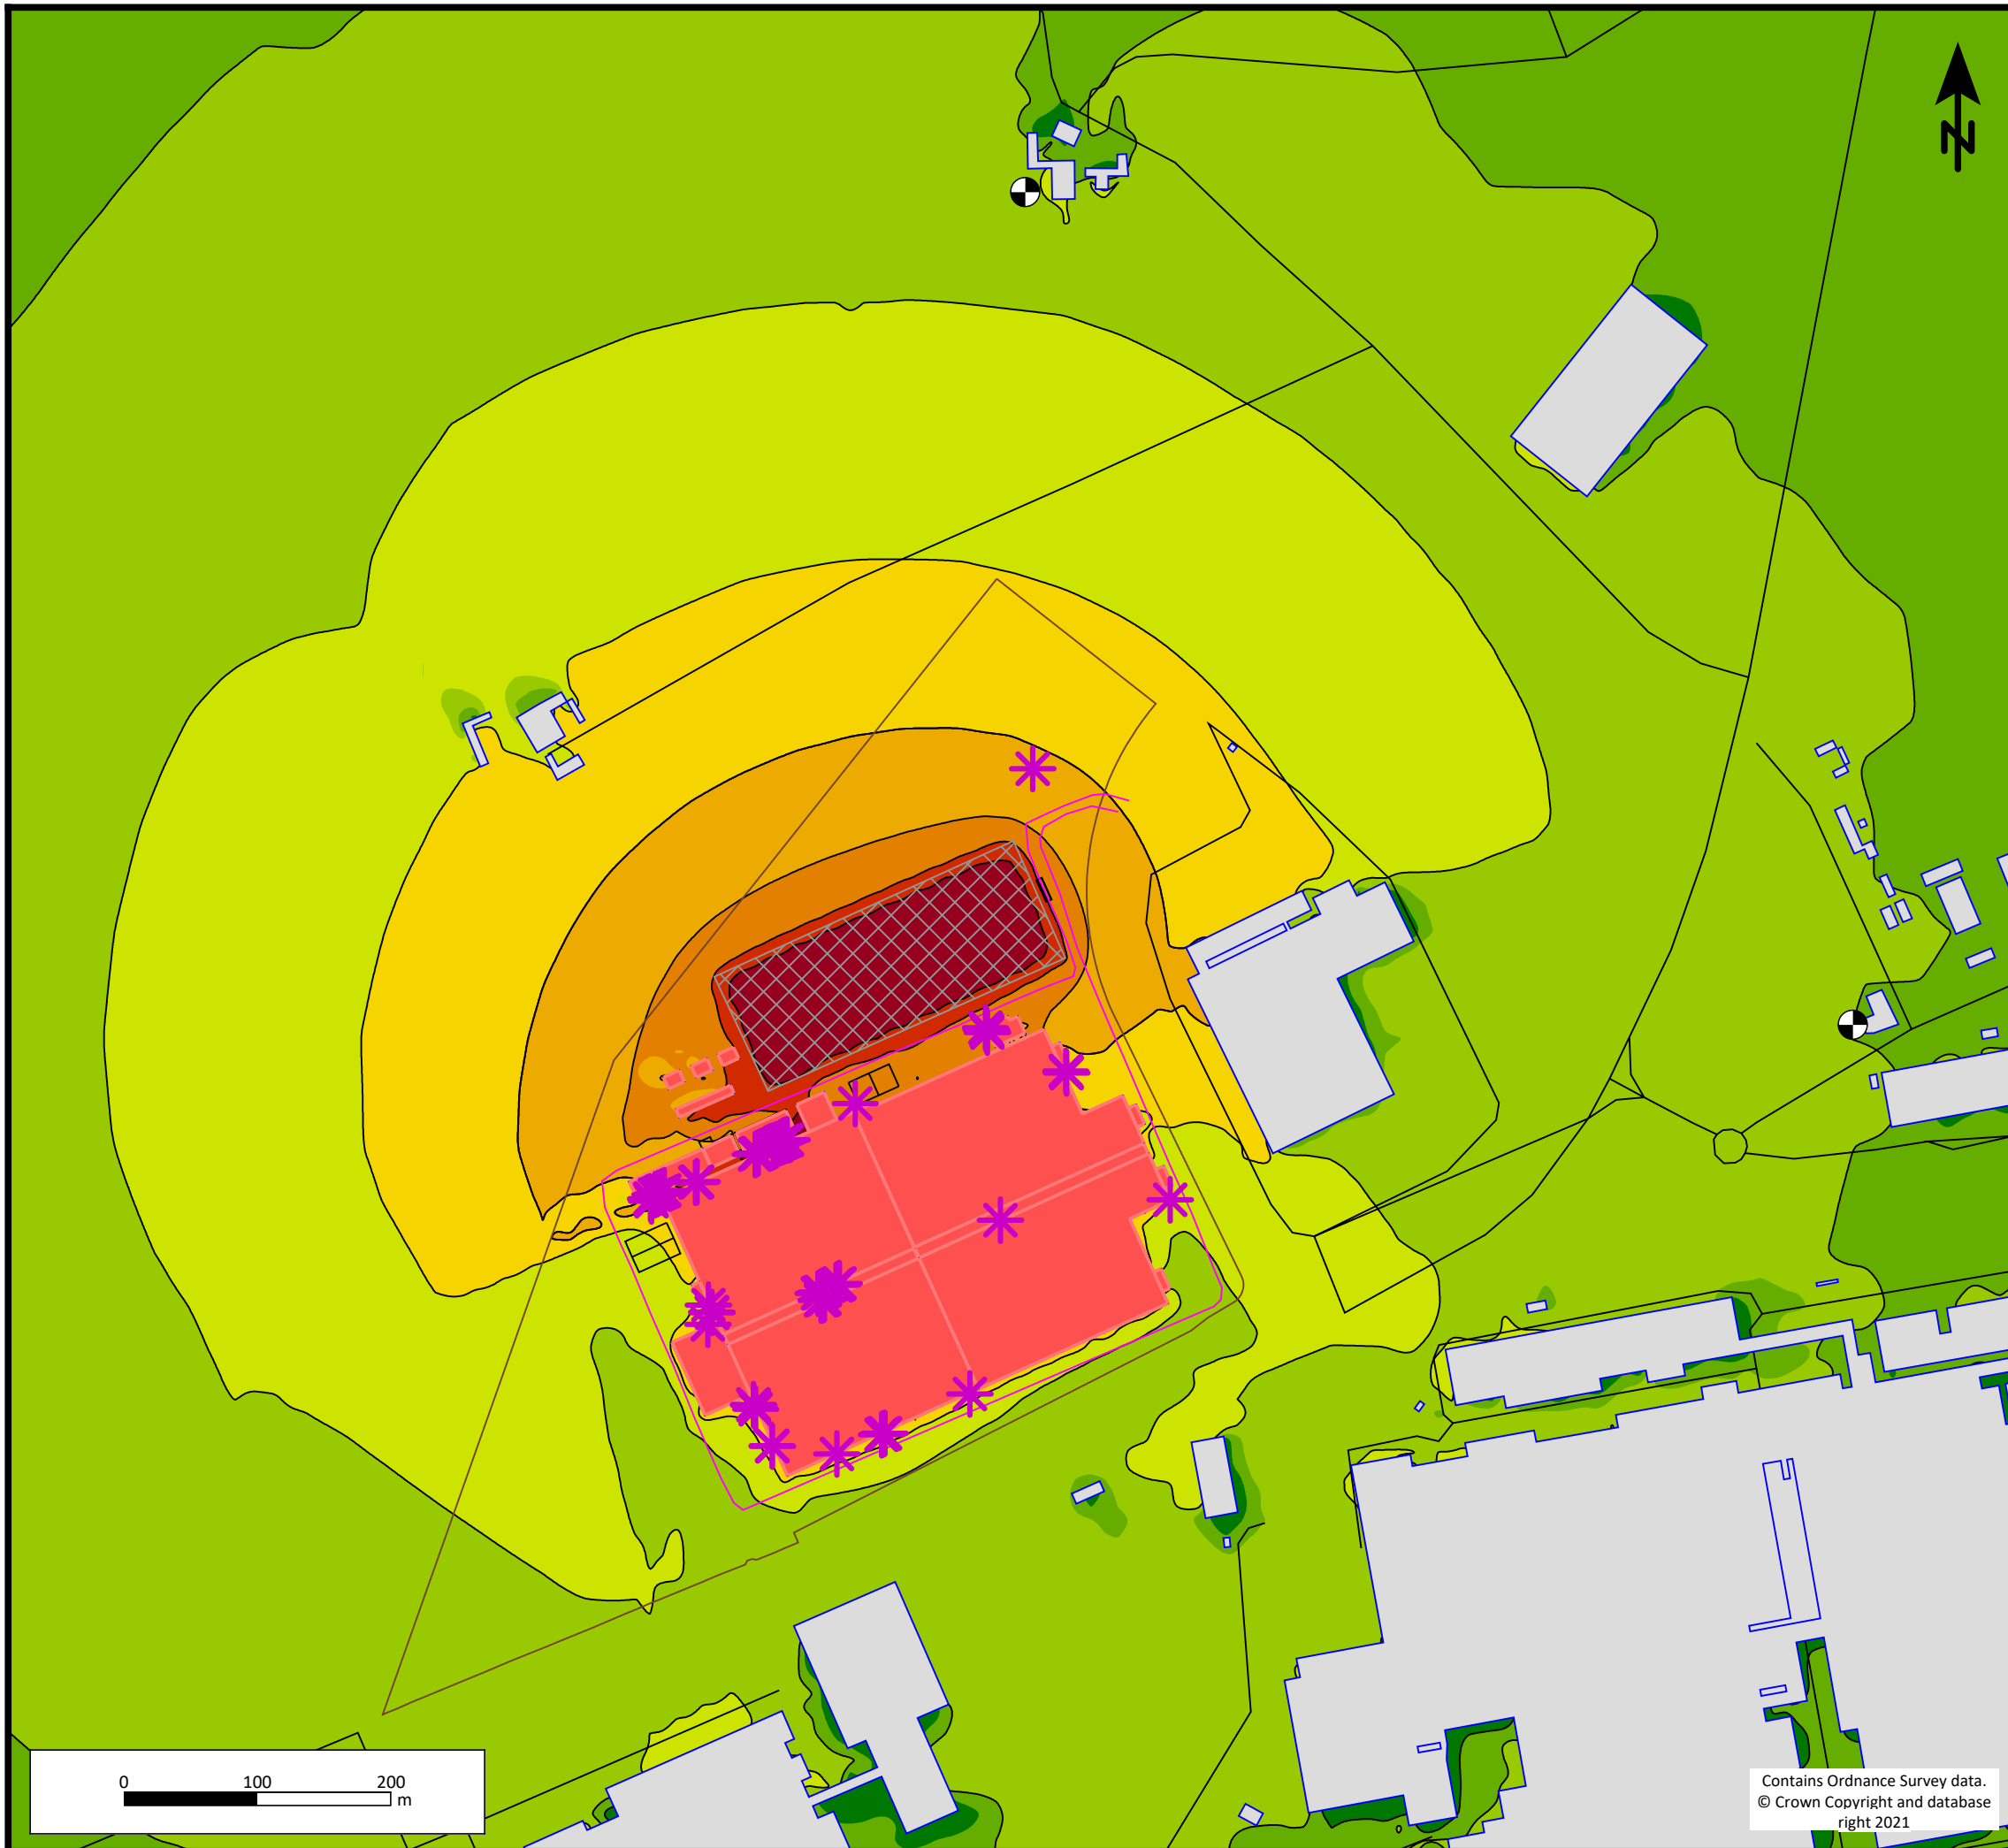 N
0 100 200
m
Contains Ordnance Survey data.
© Crown Copyright and database
right 2021